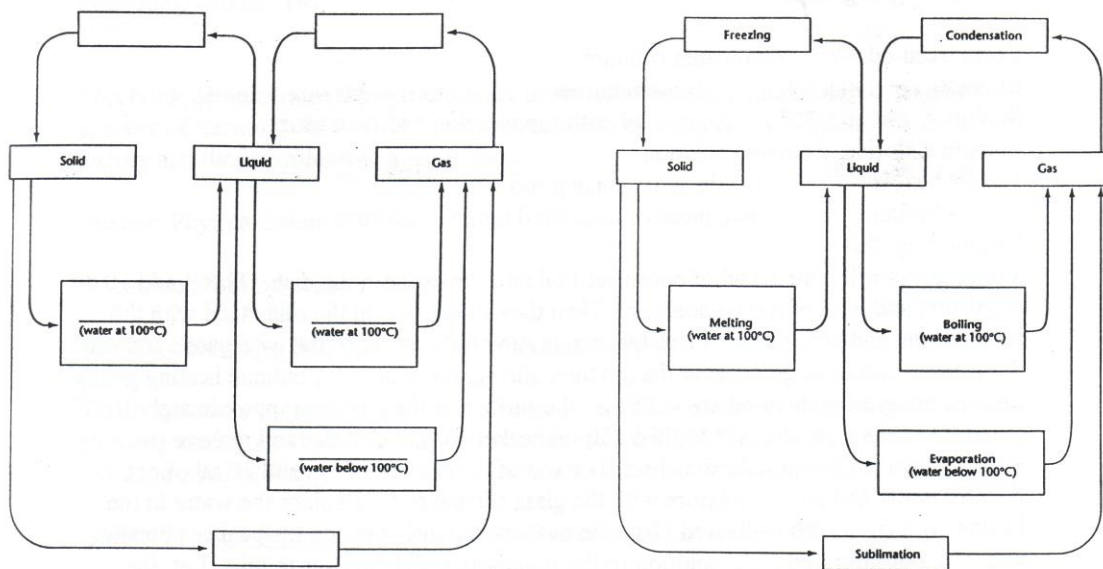 Solid
Liquid
Gas
(water at 100°C)
(water at 100°C)
(water below 100°C)
Freezing
Condensation
Solid
Liquid
Gas
Melting
(water at 100°C)
Boiling
(water at 100°C)
Evaporation
(water below 100°C)
Sublimation